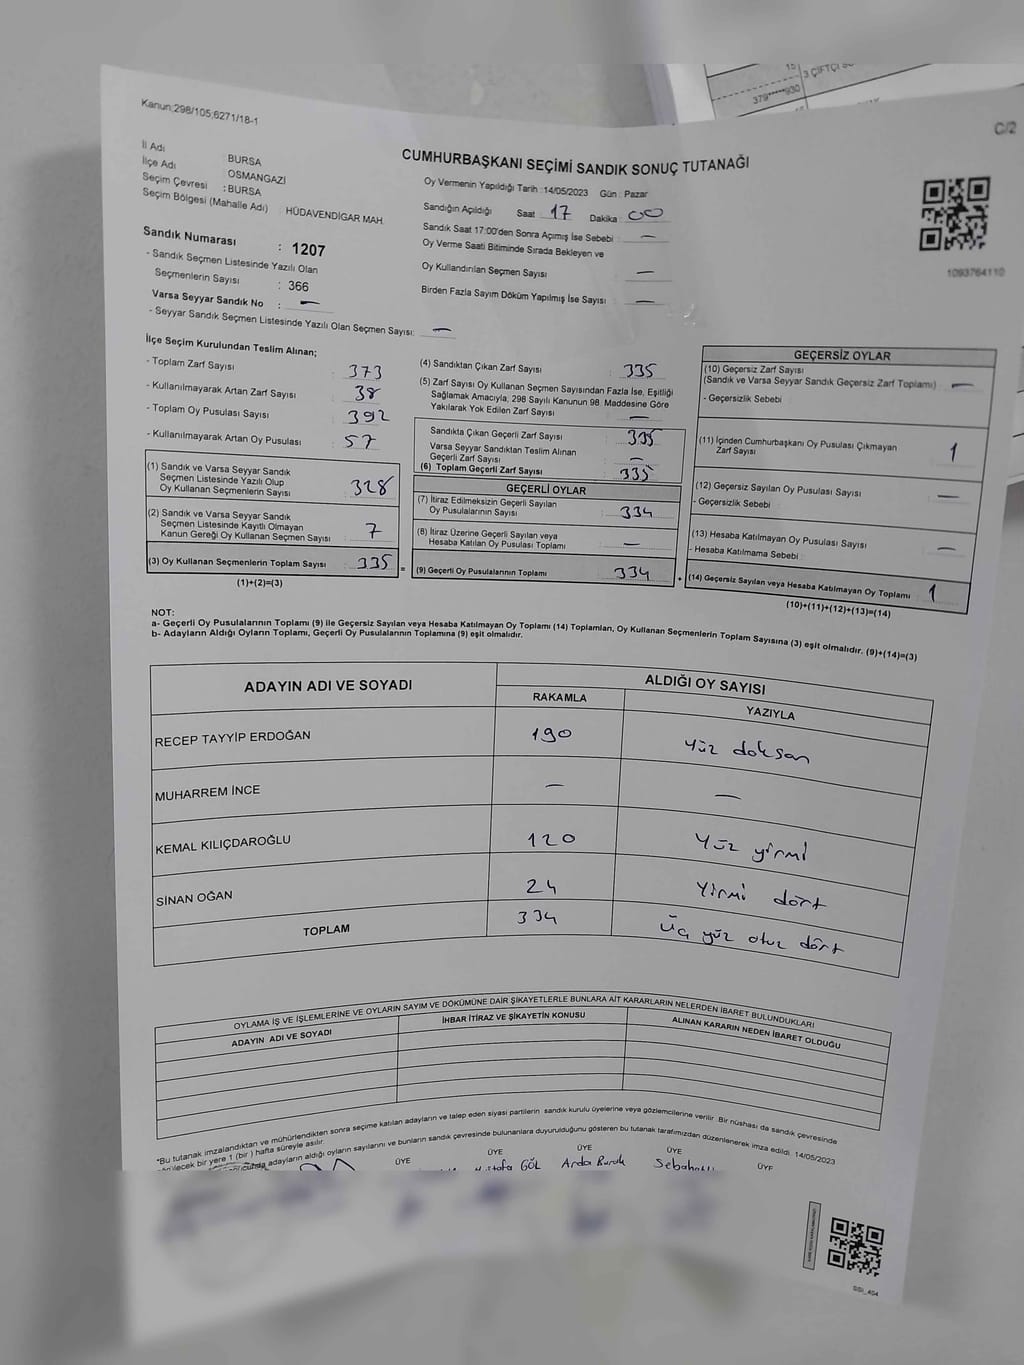 15
3 ÇİFTÇİ
379****930
Kanun;298/105;6271/18-1
C/2
İl Adı BURSA
İlçe Adı OSMANGAZİ
Seçim Çevresi : BURSA
Seçim Bölgesi (Mahalle Adı) HÜDAVENDİGAR MAH.
Sandık Numarası : 1207
- Sandık Seçmen Listesinde Yazılı Olan
Seçmenlerin Sayısı : 366
Varsa Seyyar Sandık No : —
- Seyyar Sandık Seçmen Listesinde Yazılı Olan Seçmen Sayısı: —
CUMHURBAŞKANI SEÇİMİ SANDIK SONUÇ TUTANAĞI
Oy Vermenin Yapıldığı Tarih :14/05/2023 Gün : Pazar
Sandığın Açıldığı Saat 17 Dakika 00
Sandık Saat 17:00'den Sonra Açımış İse Sebebi : —
Oy Verme Saati Bitiminde Sırada Bekleyen ve
Oy Kullandırılan Seçmen Sayısı —
Birden Fazla Sayım Döküm Yapılmış İse Sayısı —
1093764110
İlçe Seçim Kurulundan Teslim Alınan;
- Toplam Zarf Sayısı 373
- Kullanılmayarak Artan Zarf Sayısı 38
- Toplam Oy Pusulası Sayısı 392
- Kullanılmayarak Artan Oy Pusulası 57
(1) Sandık ve Varsa Seyyar Sandık
Seçmen Listesinde Yazılı Olup
Oy Kullanan Seçmenlerin Sayısı 328
(2) Sandık ve Varsa Seyyar Sandık
Seçmen Listesinde Kayıtlı Olmayan
Kanun Gereği Oy Kullanan Seçmen Sayısı 7
(3) Oy Kullanan Seçmenlerin Toplam Sayısı 335 =
(1)+(2)=(3)
(4) Sandıktan Çıkan Zarf Sayısı : 335
(5) Zarf Sayısı Oy Kullanan Seçmen Sayısından Fazla İse, Eşitliği
Sağlamak Amacıyla, 298 Sayılı Kanunun 98. Maddesine Göre
Yakılarak Yok Edilen Zarf Sayısı —
Sandıkta Çıkan Geçerli Zarf Sayısı : 335
Varsa Seyyar Sandıktan Teslim Alınan
Geçerli Zarf Sayısı : —
(6) Toplam Geçerli Zarf Sayısı 335
GEÇERLİ OYLAR
(7) İtiraz Edilmeksizin Geçerli Sayılan
Oy Pusulalarının Sayısı : 334
(8) İtiraz Üzerine Geçerli Sayılan veya
Hesaba Katılan Oy Pusulası Toplamı : —
(9) Geçerli Oy Pusulalarının Toplamı 334 +
GEÇERSİZ OYLAR
(10) Geçersiz Zarf Sayısı
(Sandık ve Varsa Seyyar Sandık Geçersiz Zarf Toplamı) : —
- Geçersizlik Sebebi
(11) İçinden Cumhurbaşkanı Oy Pusulası Çıkmayan
Zarf Sayısı 1
(12) Geçersiz Sayılan Oy Pusulası Sayısı —
- Geçersizlik Sebebi
(13) Hesaba Katılmayan Oy Pusulası Sayısı —
- Hesaba Katılmama Sebebi
(14) Geçersiz Sayılan veya Hesaba Katılmayan Oy Toplamı 1
(10)+(11)+(12)+(13)=(14)
NOT:
a- Geçerli Oy Pusulalarının Toplamı (9) ile Geçersiz Sayılan veya Hesaba Katılmayan Oy Toplamı (14) Toplamları, Oy Kullanan Seçmenlerin Toplam Sayısına (3) eşit olmalıdır. (9)+(14)=(3)
b- Adayların Aldığı Oyların Toplamı, Geçerli Oy Pusulalarının Toplamına (9) eşit olmalıdır.
ADAYIN ADI VE SOYADI ALDIĞI OY SAYISI
RAKAMLA YAZIYLA
RECEP TAYYİP ERDOĞAN 190 Yüz doksan
MUHARREM İNCE — —
KEMAL KILIÇDAROĞLU 120 Yüz yirmi
SİNAN OĞAN 24 Yirmi dört
TOPLAM 334 Üç yüz otuz dört
OYLAMA İŞ VE İŞLEMLERİNE VE OYLARIN SAYIM VE DÖKÜMÜNE DAİR ŞİKAYETLERLE BUNLARA AİT KARARLARIN NELERDEN İBARET BULUNDUKLARI
ADAYIN ADI VE SOYADI İHBAR İTİRAZ VE ŞİKAYETİN KONUSU ALINAN KARARIN NEDEN İBARET OLDUĞU
*Bu tutanak imzalandıktan ve mühürlendikten sonra seçime katılan adayların ve talep eden siyasi partilerin sandık kurulu üyelerine veya gözlemcilerine verilir. Bir nüshası da sandık çevresinde
bir yere 1 (bir) hafta süreyle asılır.
adayların aldığı oyların sayılarını ve bunların sandık çevresinde bulunanlara duyurulduğunu gösteren bu tutanak tarafımızdan düzenlenerek imza edildi. 14/05/2023
ÜYE ÜYE ÜYE ÜYE ÜYE
GÖL Arda Burak